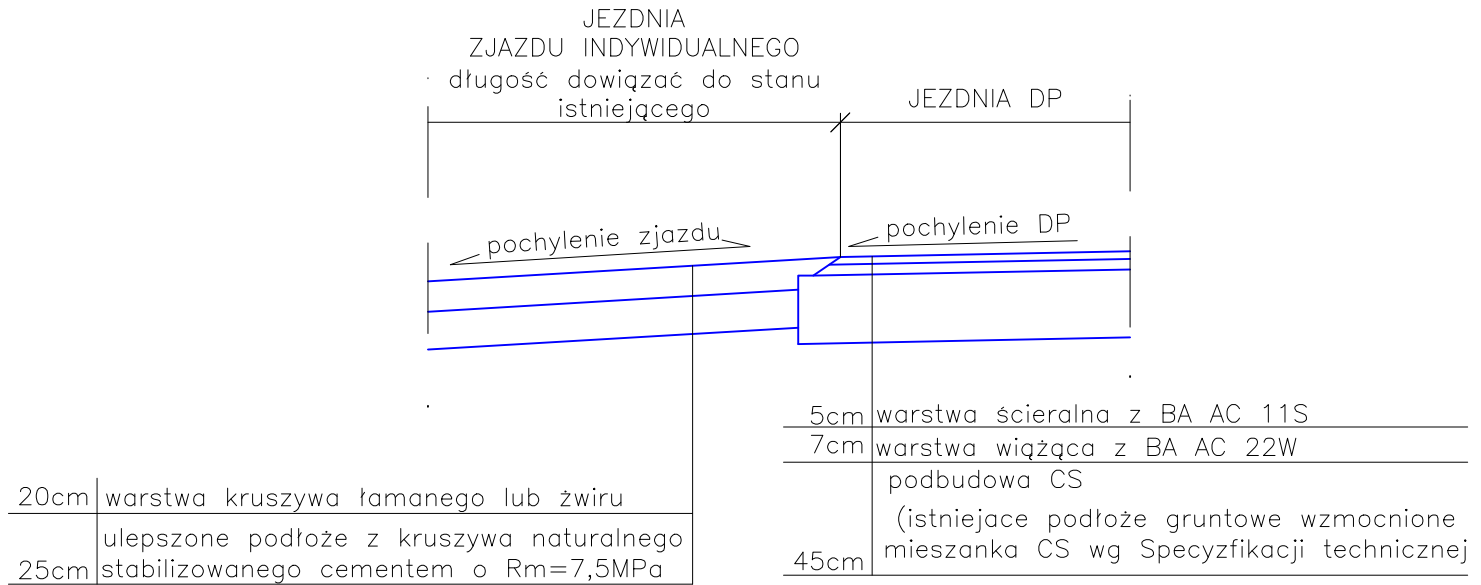 JEZDNIA
ZJAZDU INDYWIDUALNEGO
długość dowiązać do stanu
istniejącego
JEZDNIA DP
pochylenie zjazdu
pochylenie DP
5cm warstwa ścieralna z BA AC 11S
7cm warstwa wiążąca z BA AC 22W
podbudowa CS
(istniejace podłoże gruntowe wzmocnione
45cm mieszanka CS wg Specyzfikacji technicznej
20cm warstwa kruszywa łamanego lub żwiru
ulepszone podłoże z kruszywa naturalnego
25cm stabilizowanego cementem o Rm=7,5MPa